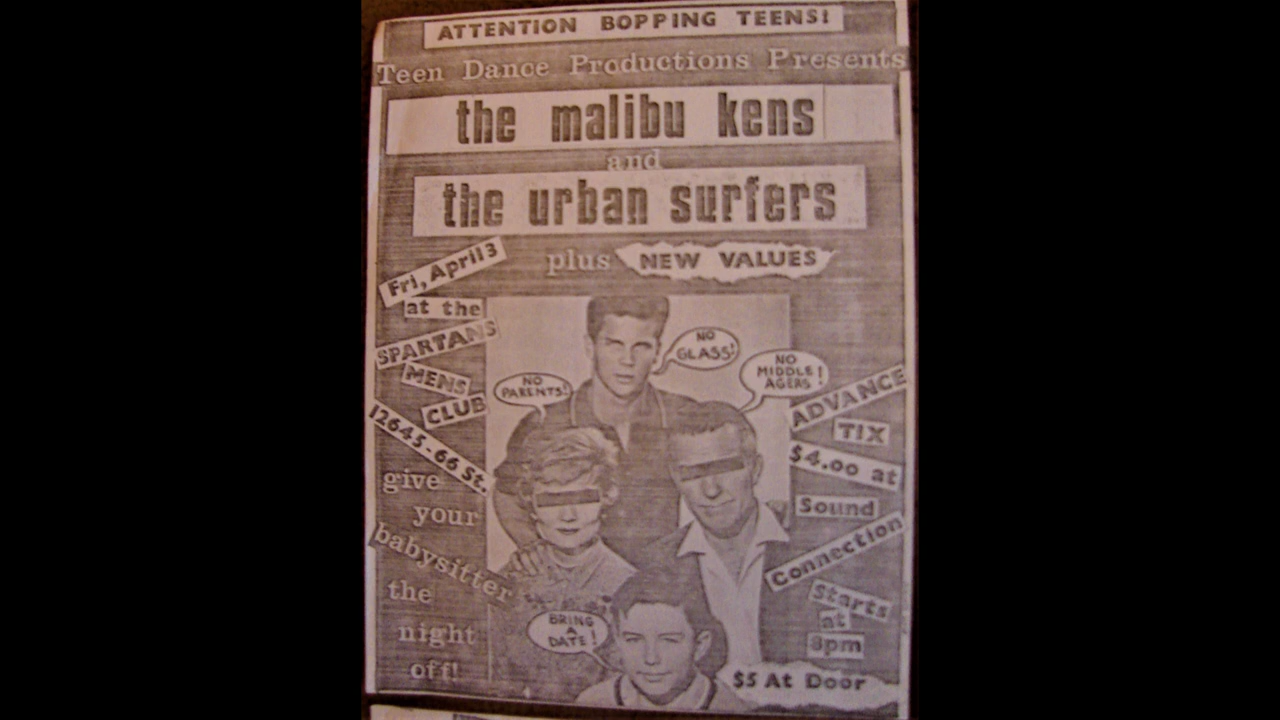 ATTENTION BOPPING TEENS!
Teen Dance Productions Presents
the malibu kens
and
the urban surfers
plus NEW VALUES
Fri, April 3
at the
SPARTANS
MENS
CLUB
12645-66 St.
give
your
babysitter
the
night
off!
NO
GLASS!
NO
PARENTS!
NO
MIDDLE
AGERS!
BRING
A
DATE!
ADVANCE
TIX
$4.00 at
Sound
Connection
Starts
at
8pm
$5 At Door